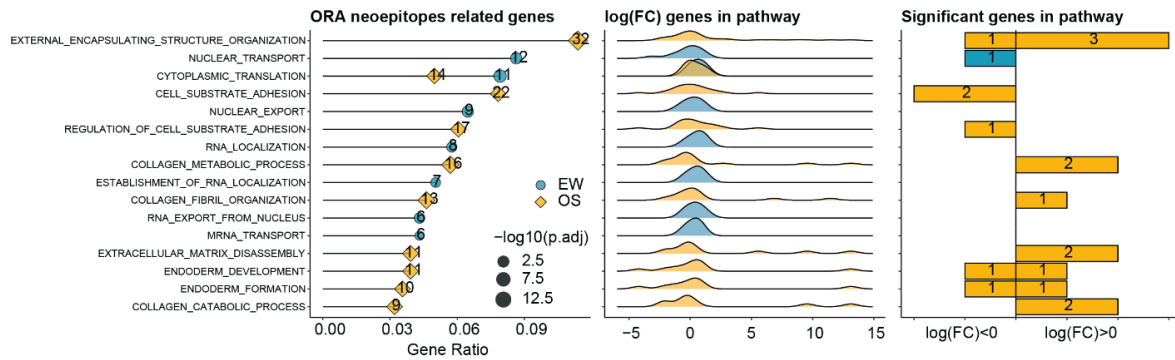 ORA neoepitopes related genes
log(FC) genes in pathway
Significant genes in pathway
EXTERNAL_ENCAPSULATING_STRUCTURE_ORGANIZATION 32 1 3
NUCLEAR_TRANSPORT 12 1
CYTOPLASMIC_TRANSLATION 14 11
CELL_SUBSTRATE_ADHESION 22 2
NUCLEAR_EXPORT 9
REGULATION_OF_CELL_SUBSTRATE_ADHESION 17 1
RNA_LOCALIZATION 8
COLLAGEN_METABOLIC_PROCESS 16 2
ESTABLISHMENT_OF_RNA_LOCALIZATION 7
COLLAGEN_FIBRIL_ORGANIZATION 13 1
RNA_EXPORT_FROM_NUCLEUS 6
MRNA_TRANSPORT 6
EXTRACELLULAR_MATRIX_DISASSEMBLY 11 2
ENDODERM_DEVELOPMENT 11 1 1
ENDODERM_FORMATION 10 1 1
COLLAGEN_CATABOLIC_PROCESS 9 2
EW
OS
−log10(p.adj)
2.5
7.5
12.5
0.00 0.03 0.06 0.09
Gene Ratio
−5 0 5 10 15
log(FC)<0 log(FC)>0